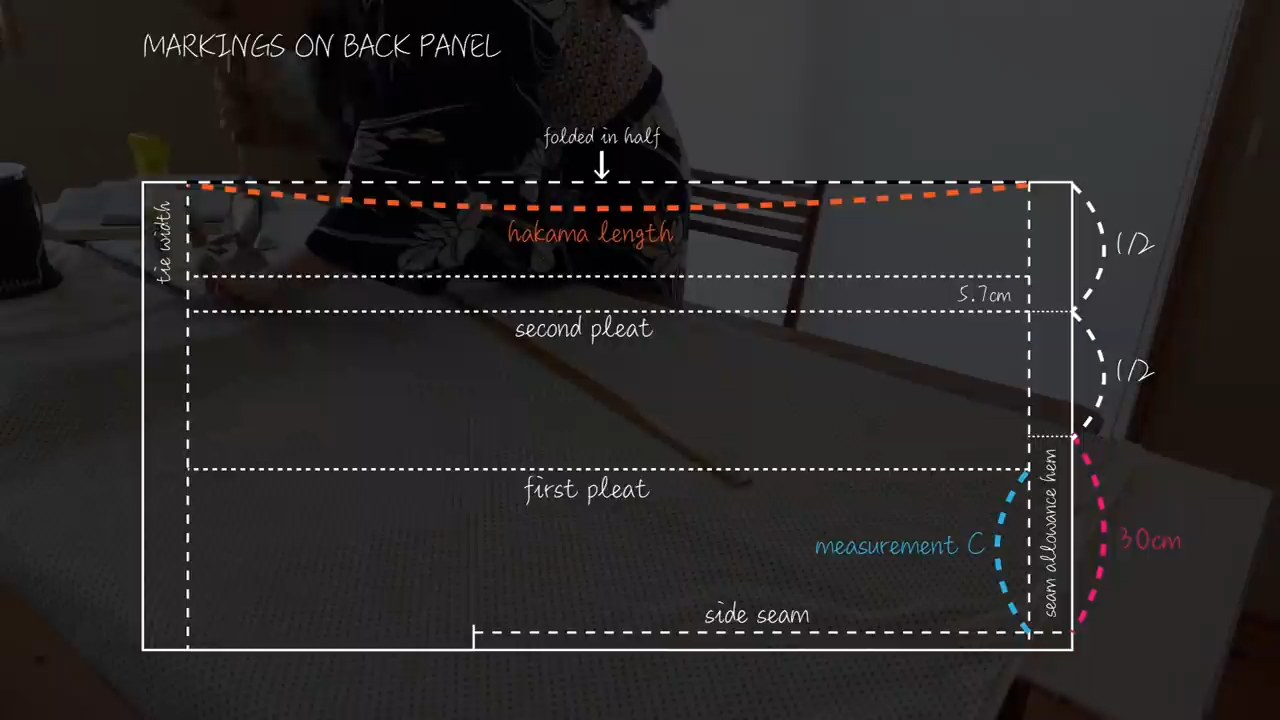 MARKINGS ON BACK PANEL
folded in half
tie width
hakama length
1/2
5.7cm
second pleat
1/2
first pleat
measurement C
seam allowance hem
30cm
side seam